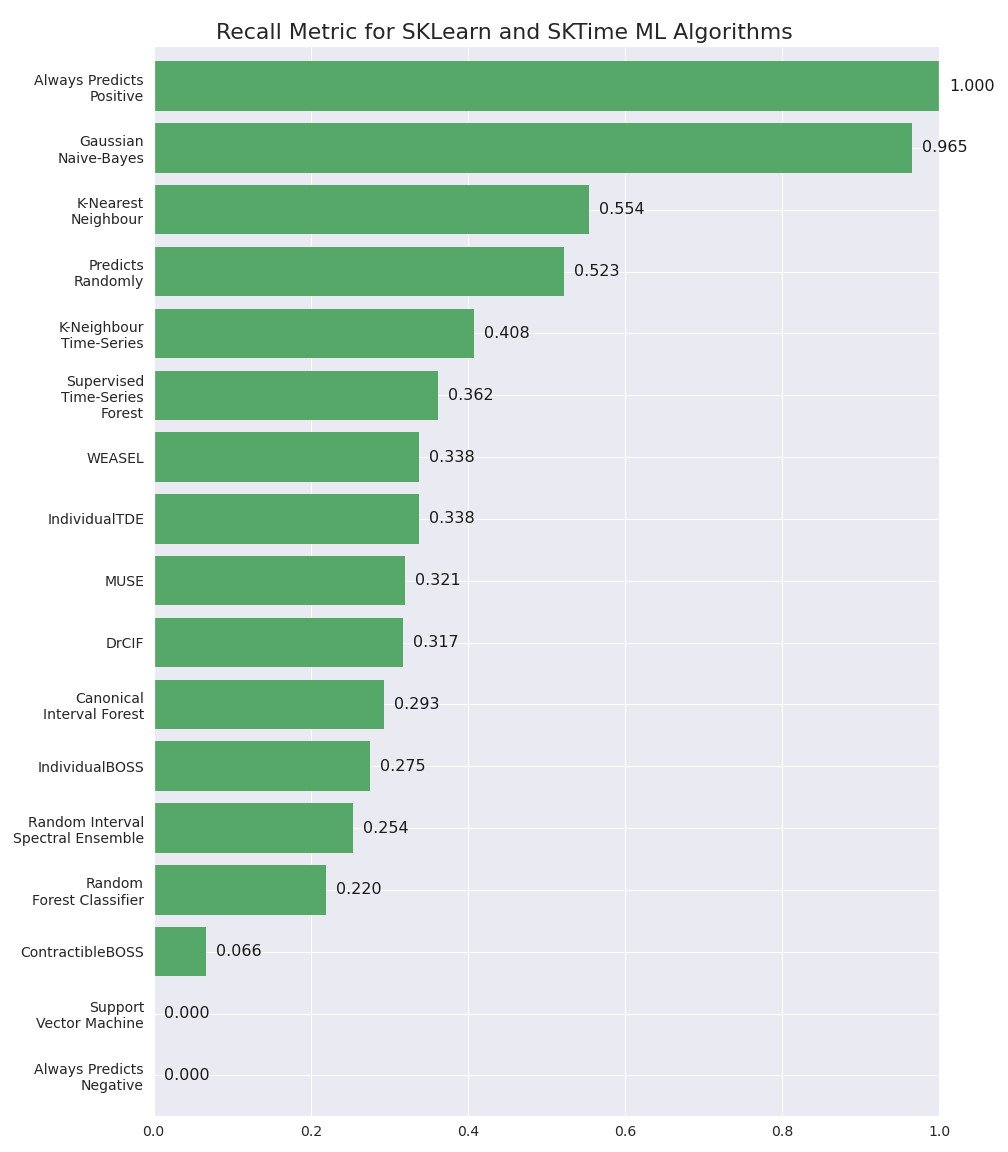 Recall Metric for SKLearn and SKTime ML Algorithms
Always Predicts
Positive
1.000
Gaussian
Naive-Bayes
0.965
K-Nearest
Neighbour
0.554
Predicts
Randomly
0.523
K-Neighbour
Time-Series
0.408
Supervised
Time-Series
Forest
0.362
WEASEL
0.338
IndividualTDE
0.338
MUSE
0.321
DrCIF
0.317
Canonical
Interval Forest
0.293
IndividualBOSS
0.275
Random Interval
Spectral Ensemble
0.254
Random
Forest Classifier
0.220
ContractibleBOSS
0.066
Support
Vector Machine
0.000
Always Predicts
Negative
0.000
0.0 0.2 0.4 0.6 0.8 1.0